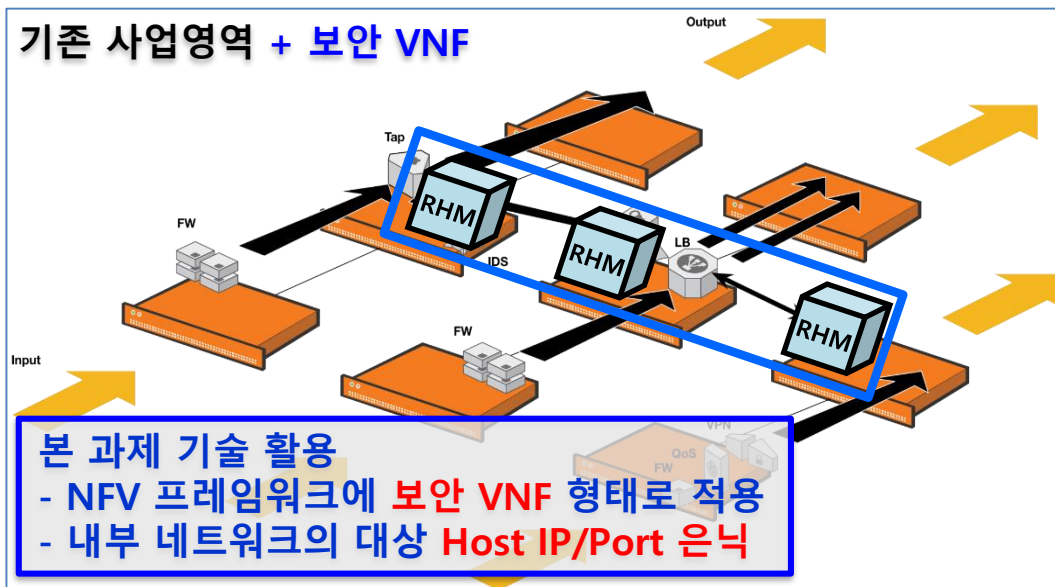 기존 사업영역 + 보안 VNF
Output
Tap
RHM
FW
IDS
RHM
LB
RHM
FW
Input
VPN
QoS
FW
본 과제 기술 활용
- NFV 프레임워크에 보안 VNF 형태로 적용
- 내부 네트워크의 대상 Host IP/Port 은닉